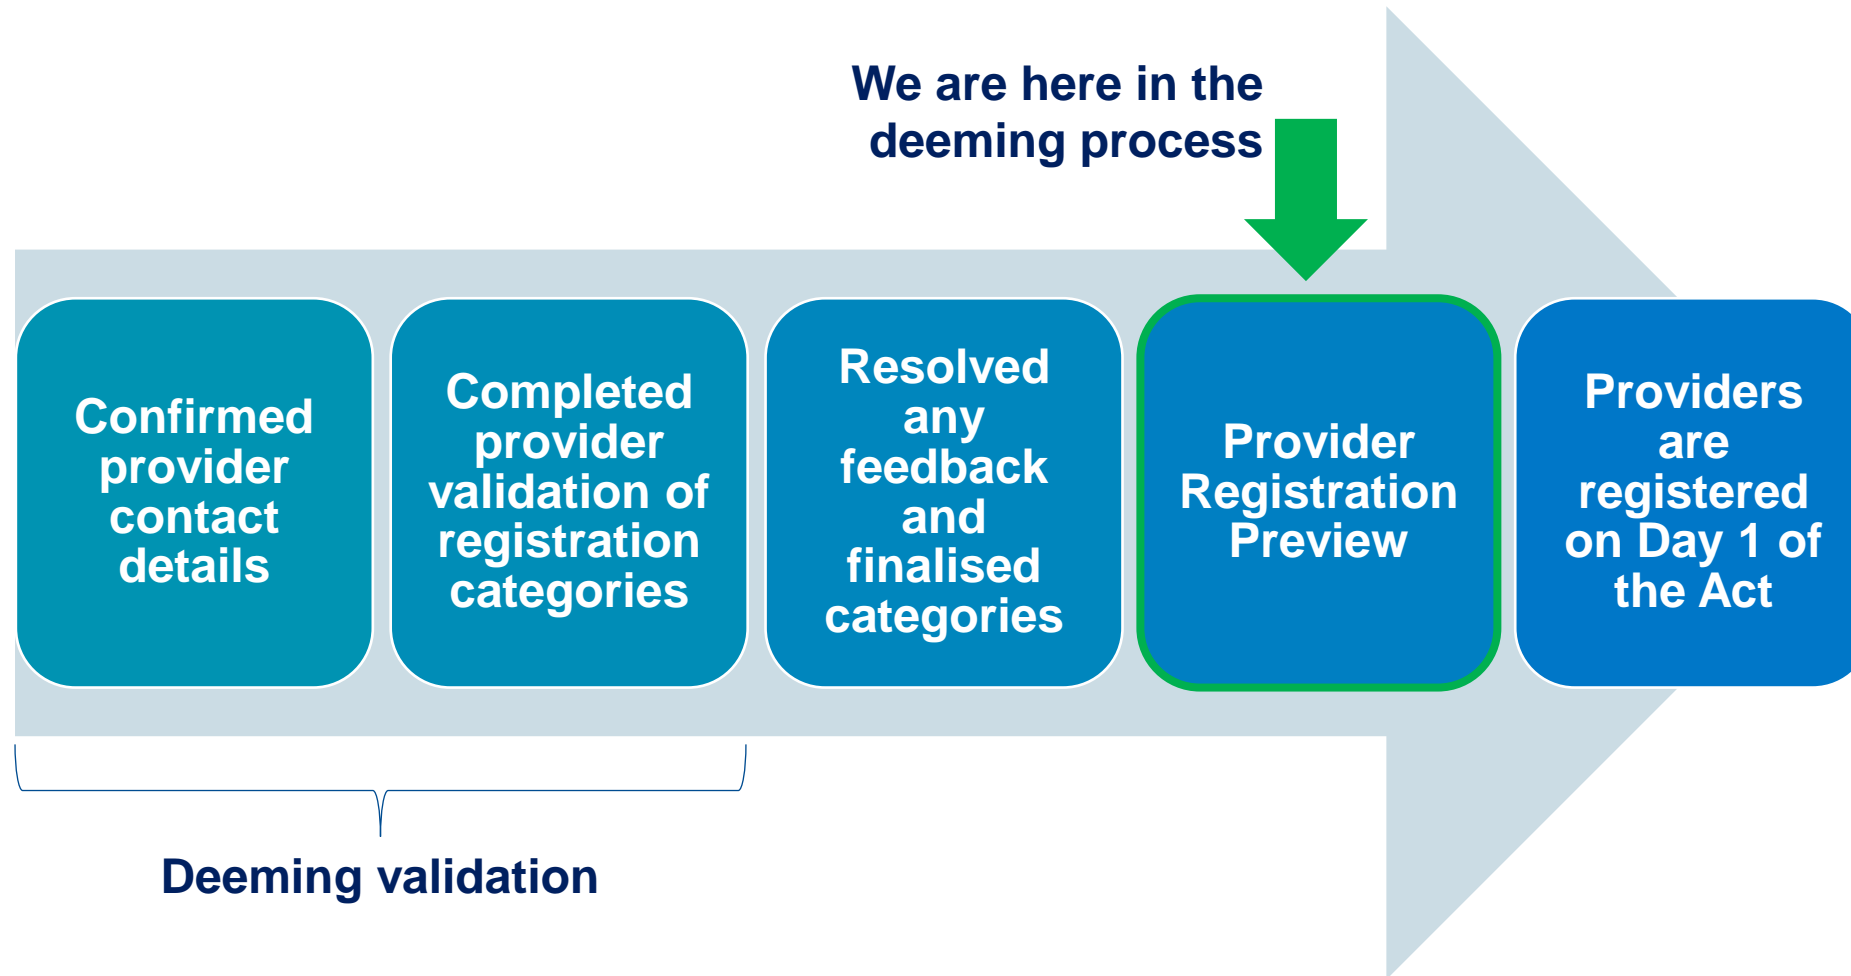 We are here in the
deeming process
Confirmed
provider
contact
details
Completed
provider
validation of
registration
categories
Resolved
any
feedback
and
finalised
categories
Provider
Registration
Preview
Providers
are
registered
on Day 1 of
the Act
Deeming validation